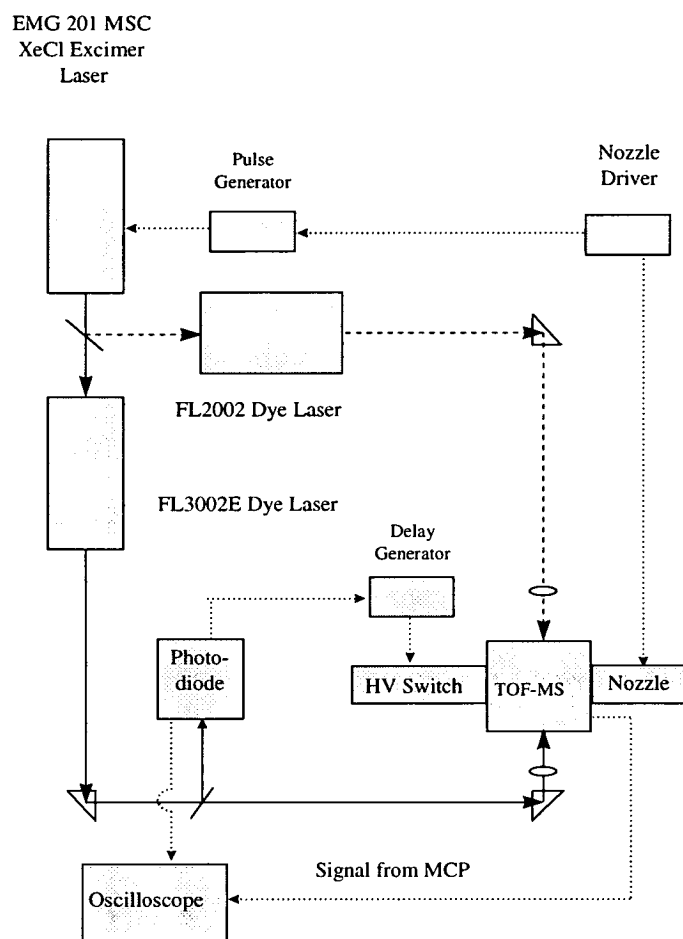 EMG 201 MSC
XeCl Excimer
Laser
Pulse
Generator
Nozzle
Driver
FL2002 Dye Laser
FL3002E Dye Laser
Delay
Generator
Photo-
diode
HV Switch
TOF-MS
Nozzle
Signal from MCP
Oscilloscope